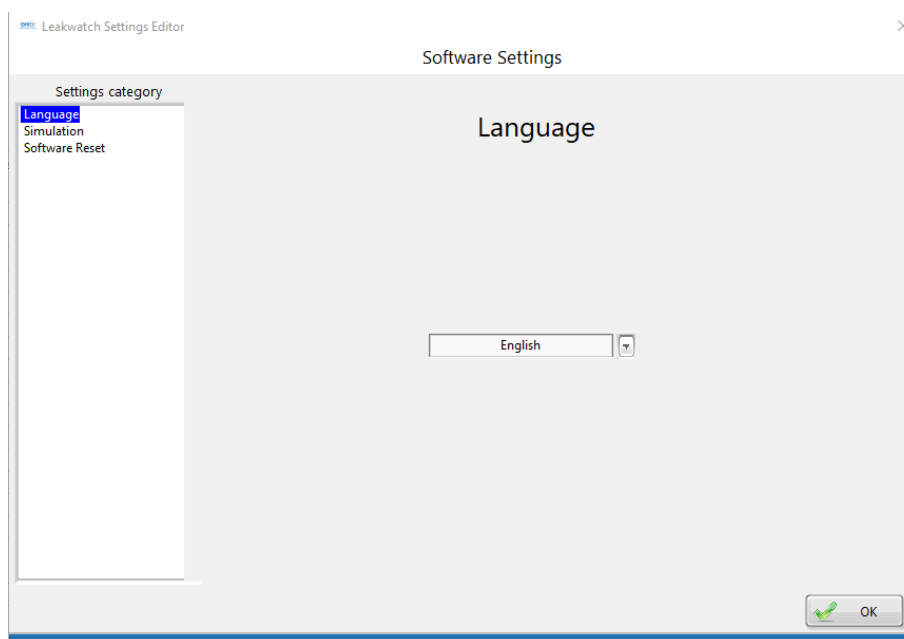 Leakwatch Settings Editor
Software Settings
Settings category
Language
Simulation
Software Reset
Language
English
OK